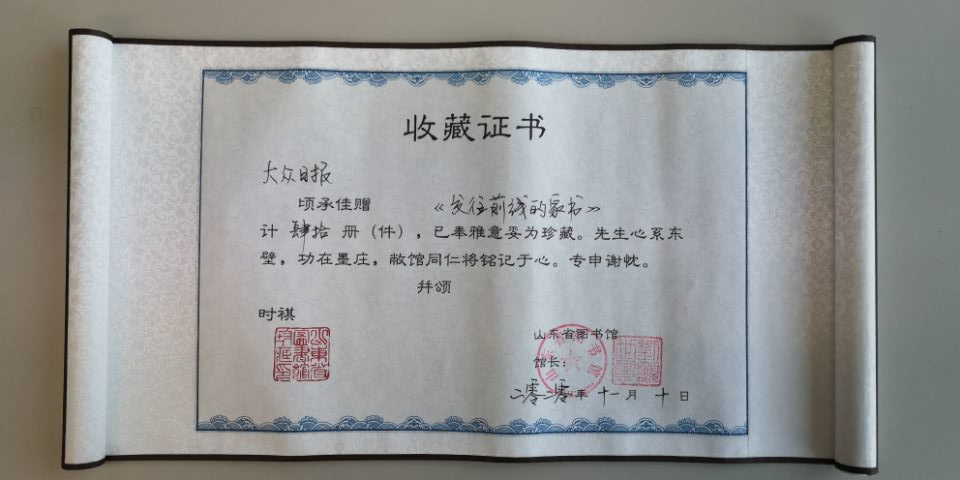 收藏证书
大众日报
顷承佳赠 《发往前线的家书》
计 肆拾 册（件），已奉雅意妥为珍藏。先生心系东
壁，功在墨庄，敝馆同仁将铭记于心。专申谢忱。
并颂
时祺
山东省图书馆
馆长：
二零二零年 十一月 十日